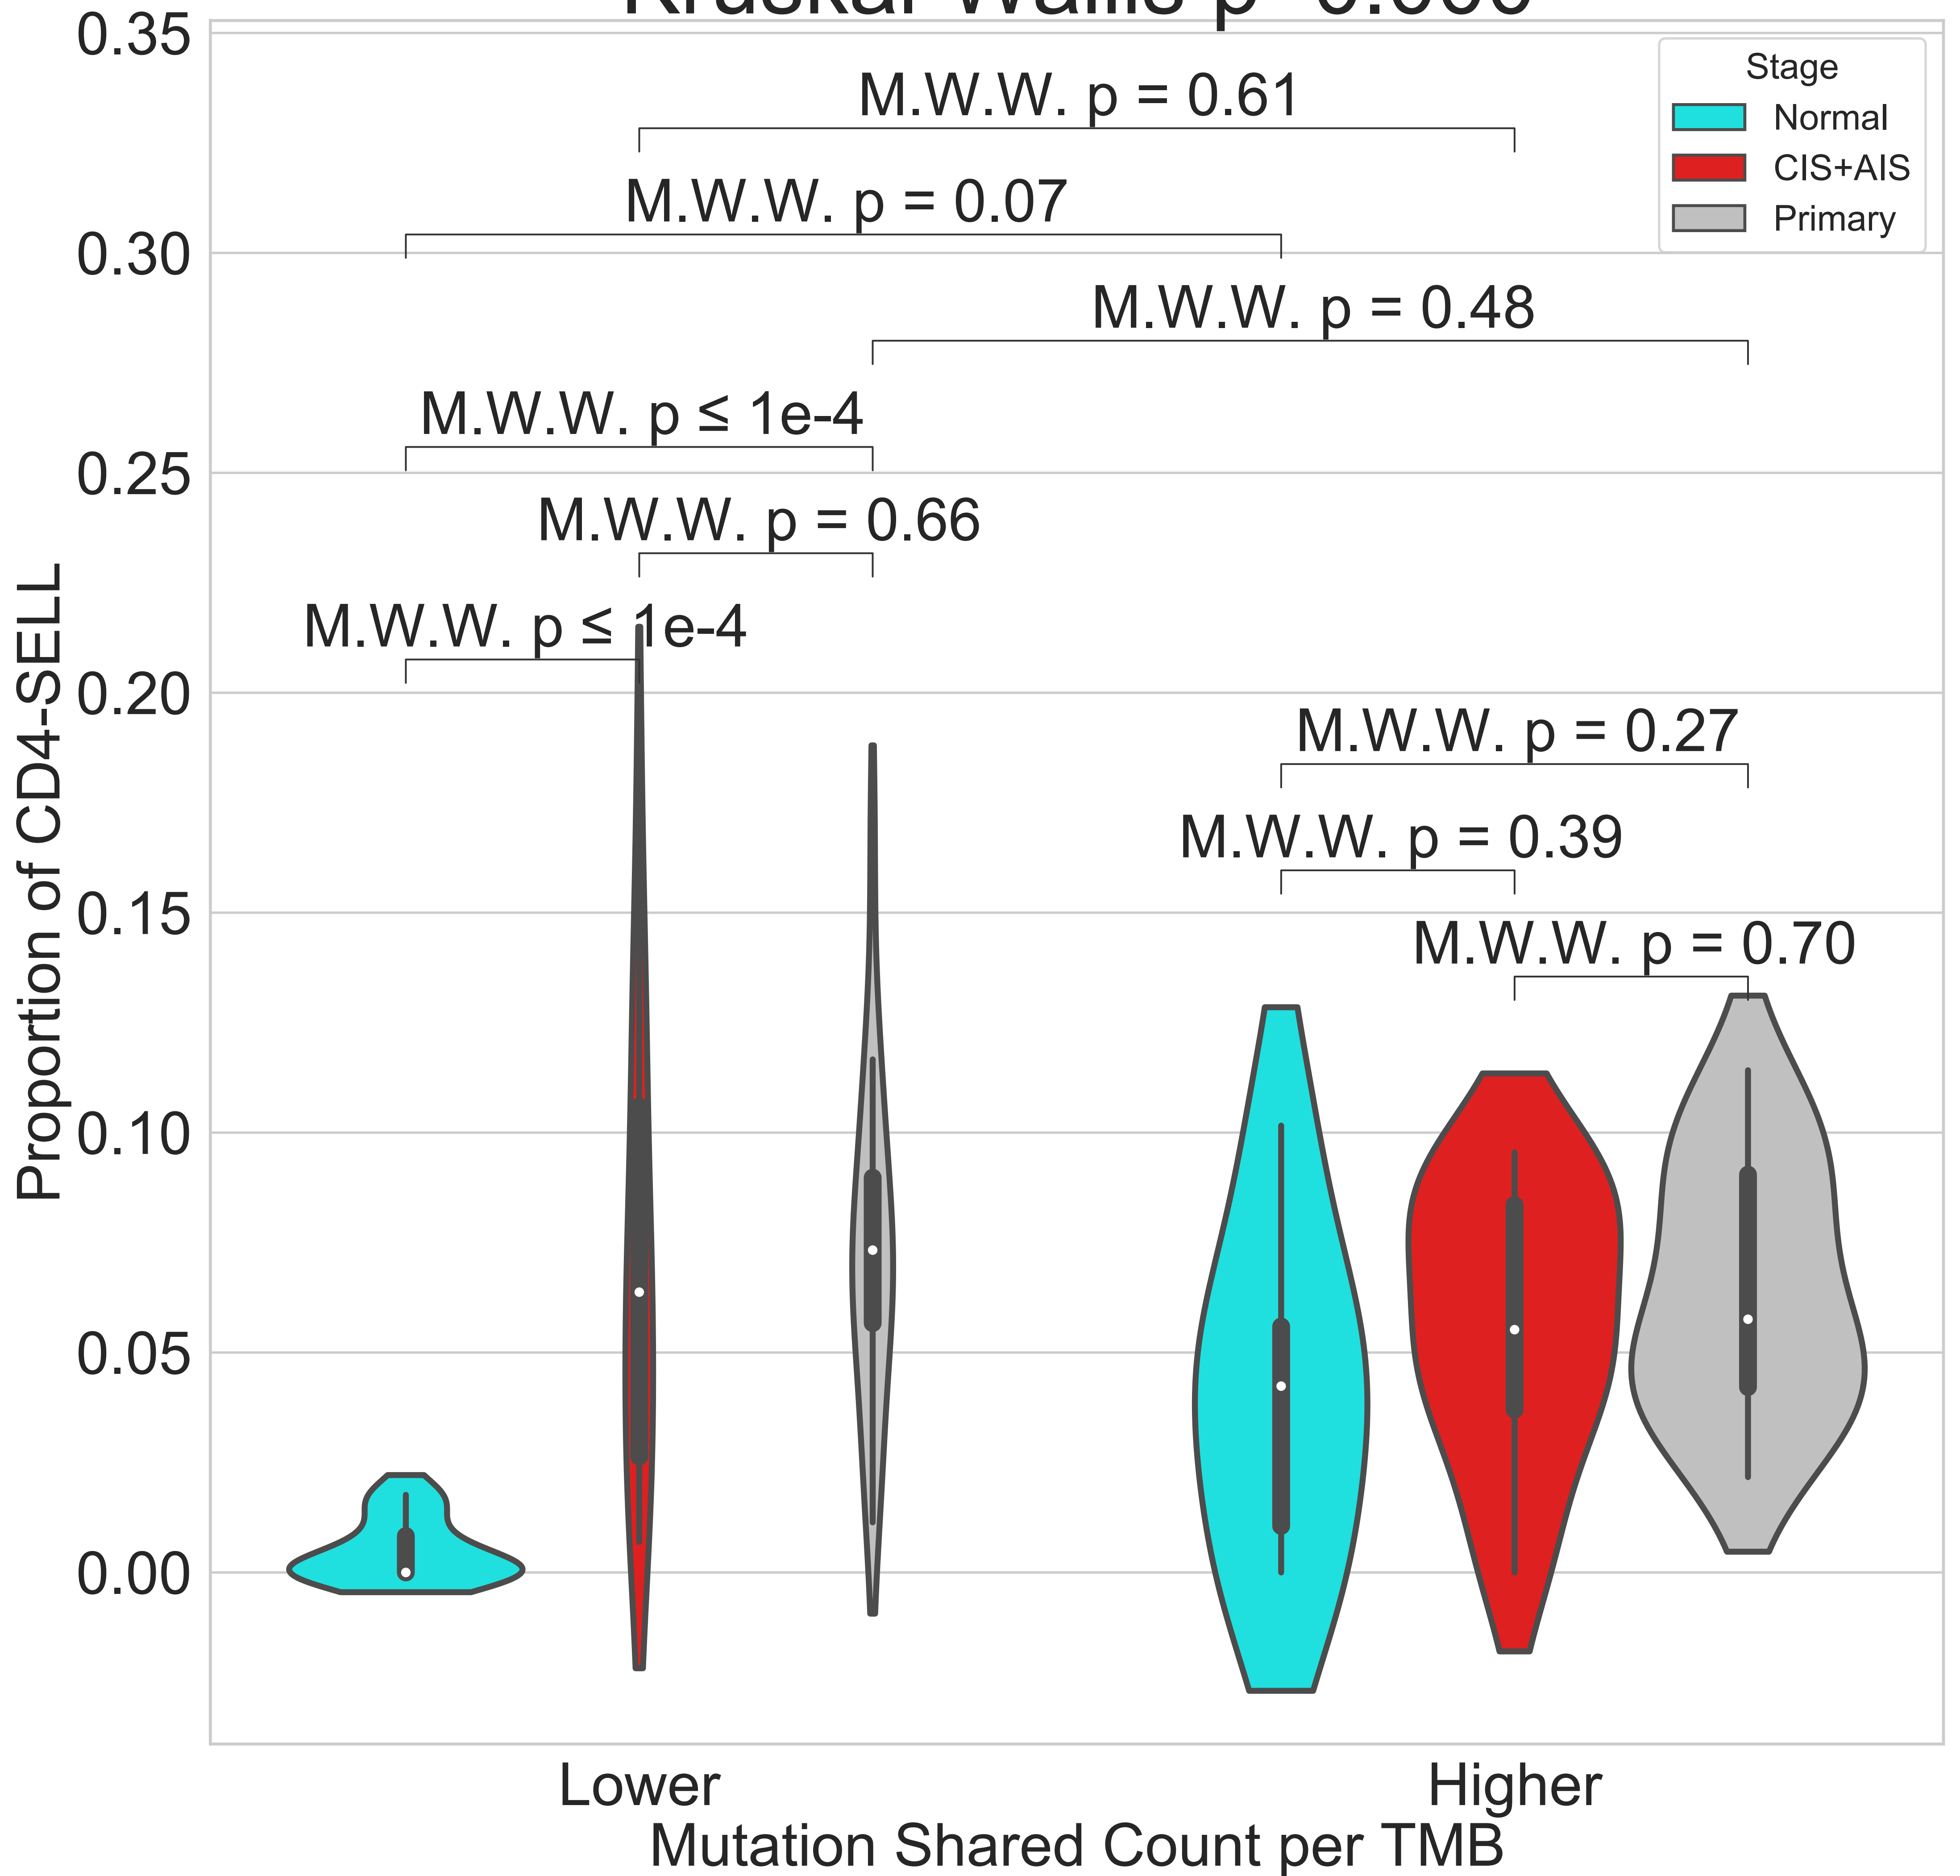 0.35
M.W.W. p = 0.61
Stage
Normal
CIS+AIS
Primary
M.W.W. p = 0.07
0.30
M.W.W. p = 0.48
M.W.W. p ≤ 1e-4
0.25
M.W.W. p = 0.66
M.W.W. p ≤ 1e-4
0.20
M.W.W. p = 0.27
M.W.W. p = 0.39
0.15
M.W.W. p = 0.70
0.10
0.05
0.00
Proportion of CD4-SELL
Lower
Higher
Mutation Shared Count per TMB